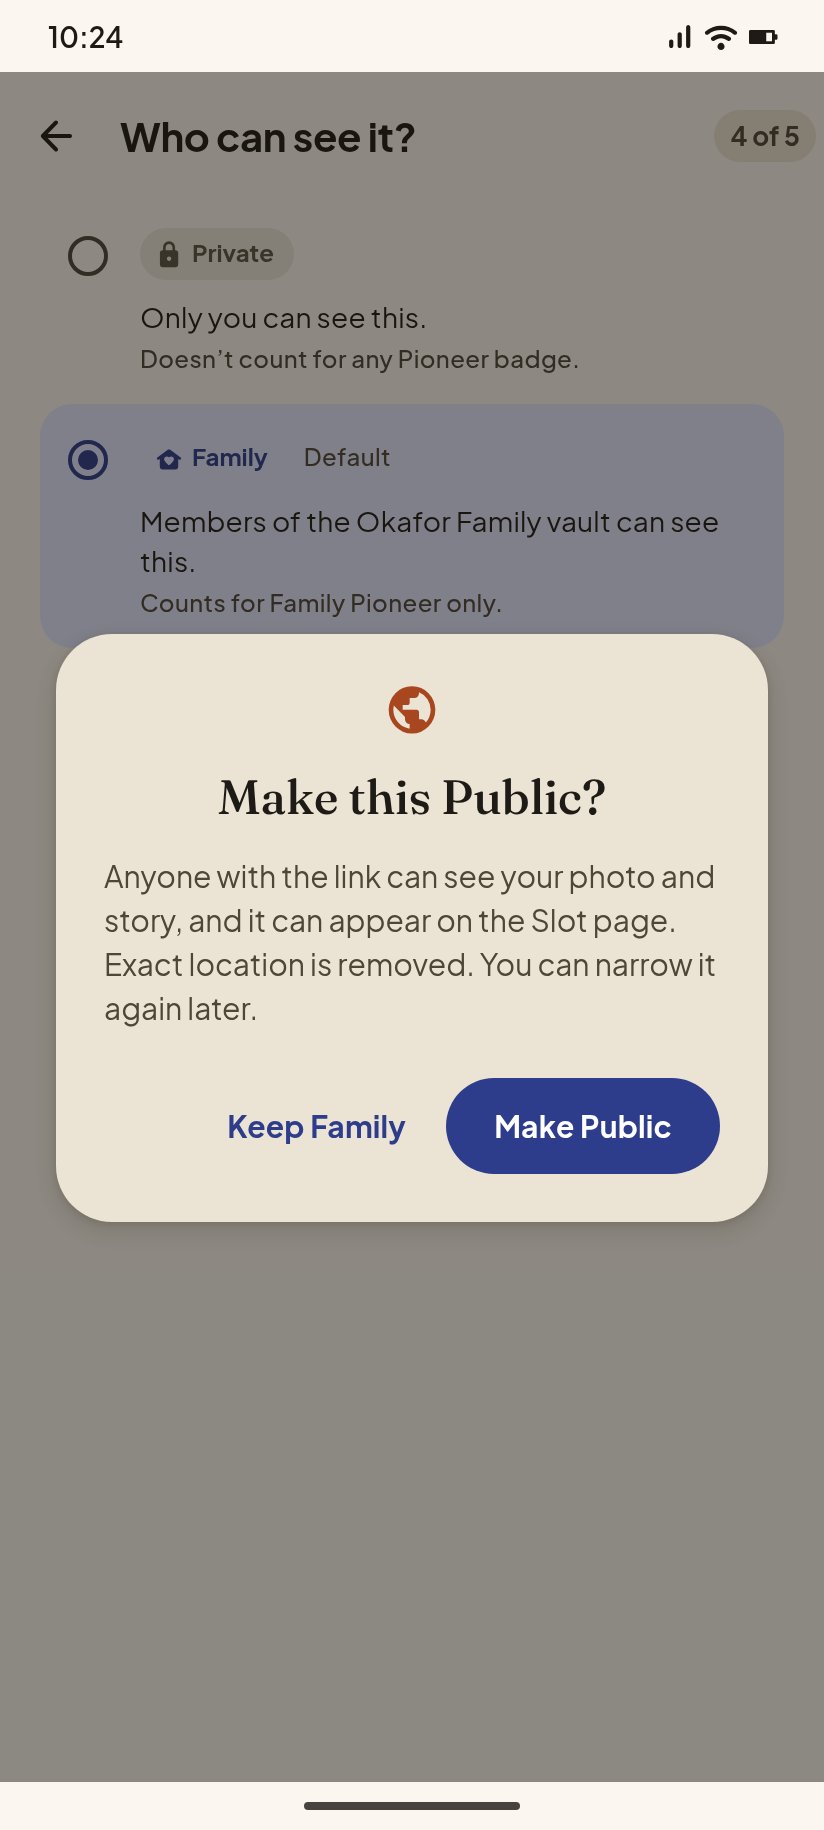 10:24
Who can see it?
4 of 5
Private
Only you can see this.
Doesn’t count for any Pioneer badge.
Family Default
Members of the Okafor Family vault can see
this.
Counts for Family Pioneer only.
Make this Public?
Anyone with the link can see your photo and
story, and it can appear on the Slot page.
Exact location is removed. You can narrow it
again later.
Keep Family
Make Public